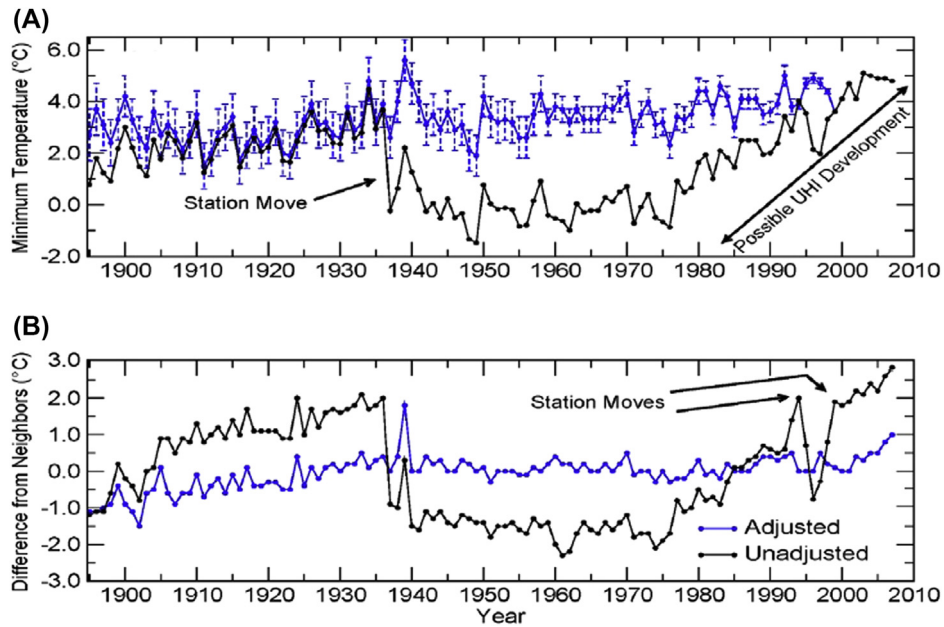 (A)
Minimum Temperature (°C)
6.0
4.0
2.0
0.0
-2.0
Station Move
Possible UHI Development
1900 1910 1920 1930 1940 1950 1960 1970 1980 1990 2000 2010
(B)
Difference from Neighbors (°C)
3.0
2.0
1.0
0.0
-1.0
-2.0
-3.0
Station Moves
Adjusted
Unadjusted
1900 1910 1920 1930 1940 1950 1960 1970 1980 1990 2000 2010
Year